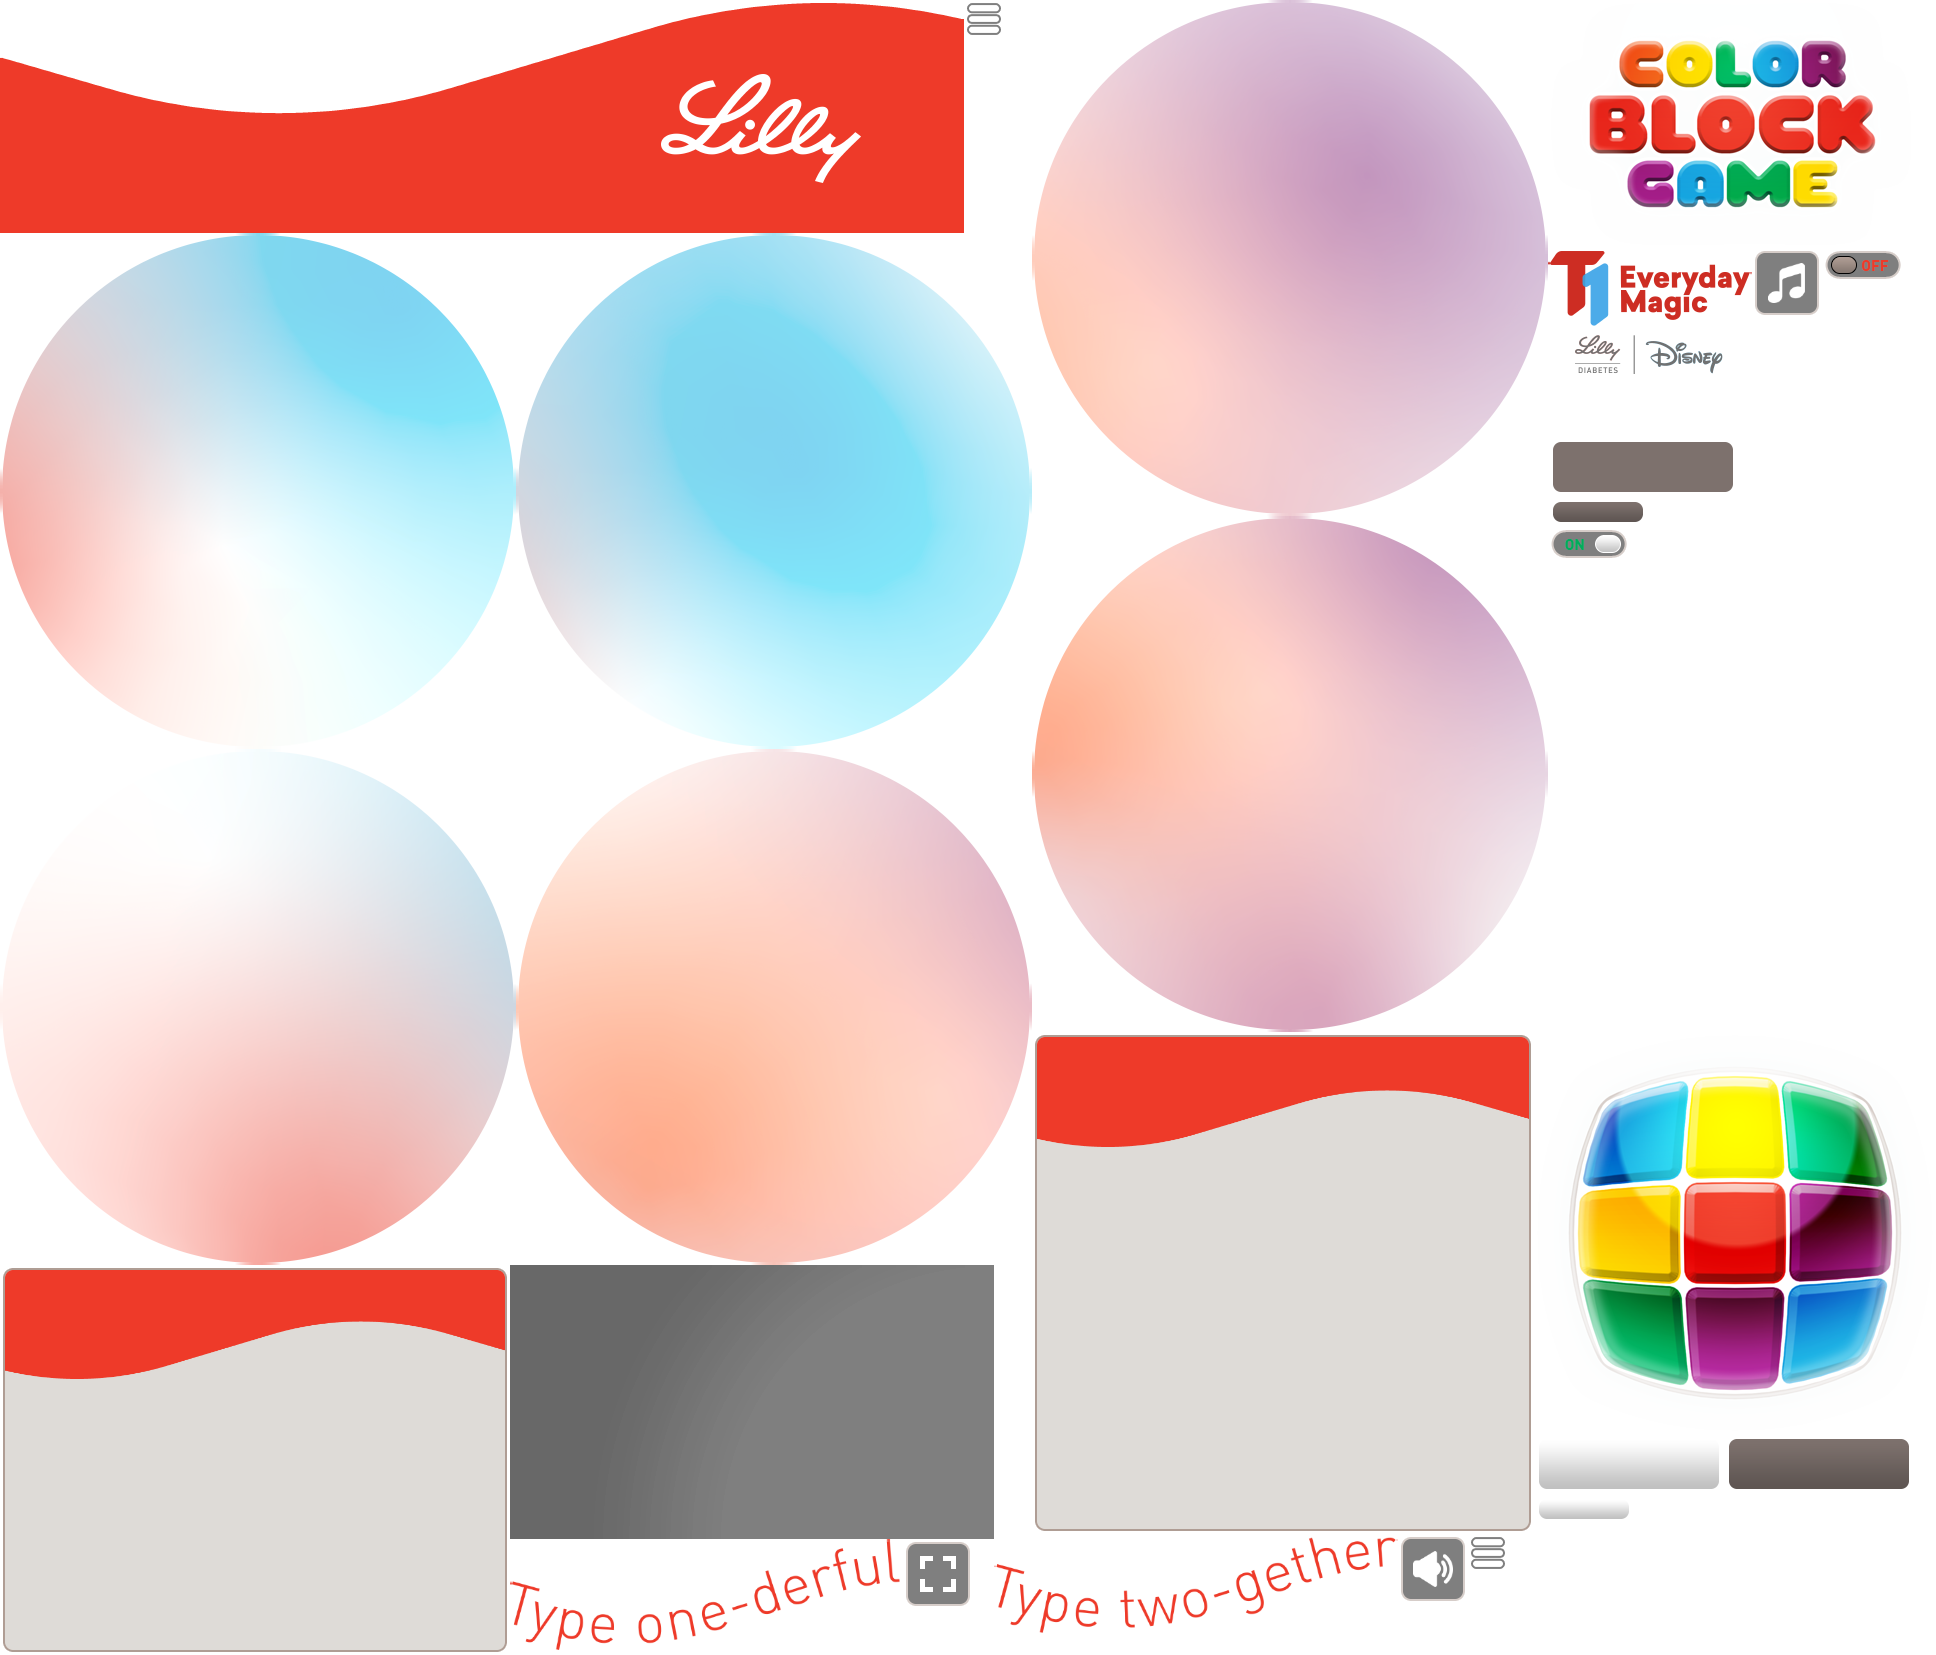 Lilly
COLOR
BLOCK
GAME
T1 Everyday
Magic
OFF
Lilly
DIABETES
Disney
ON
Type one-derful
Type two-gether